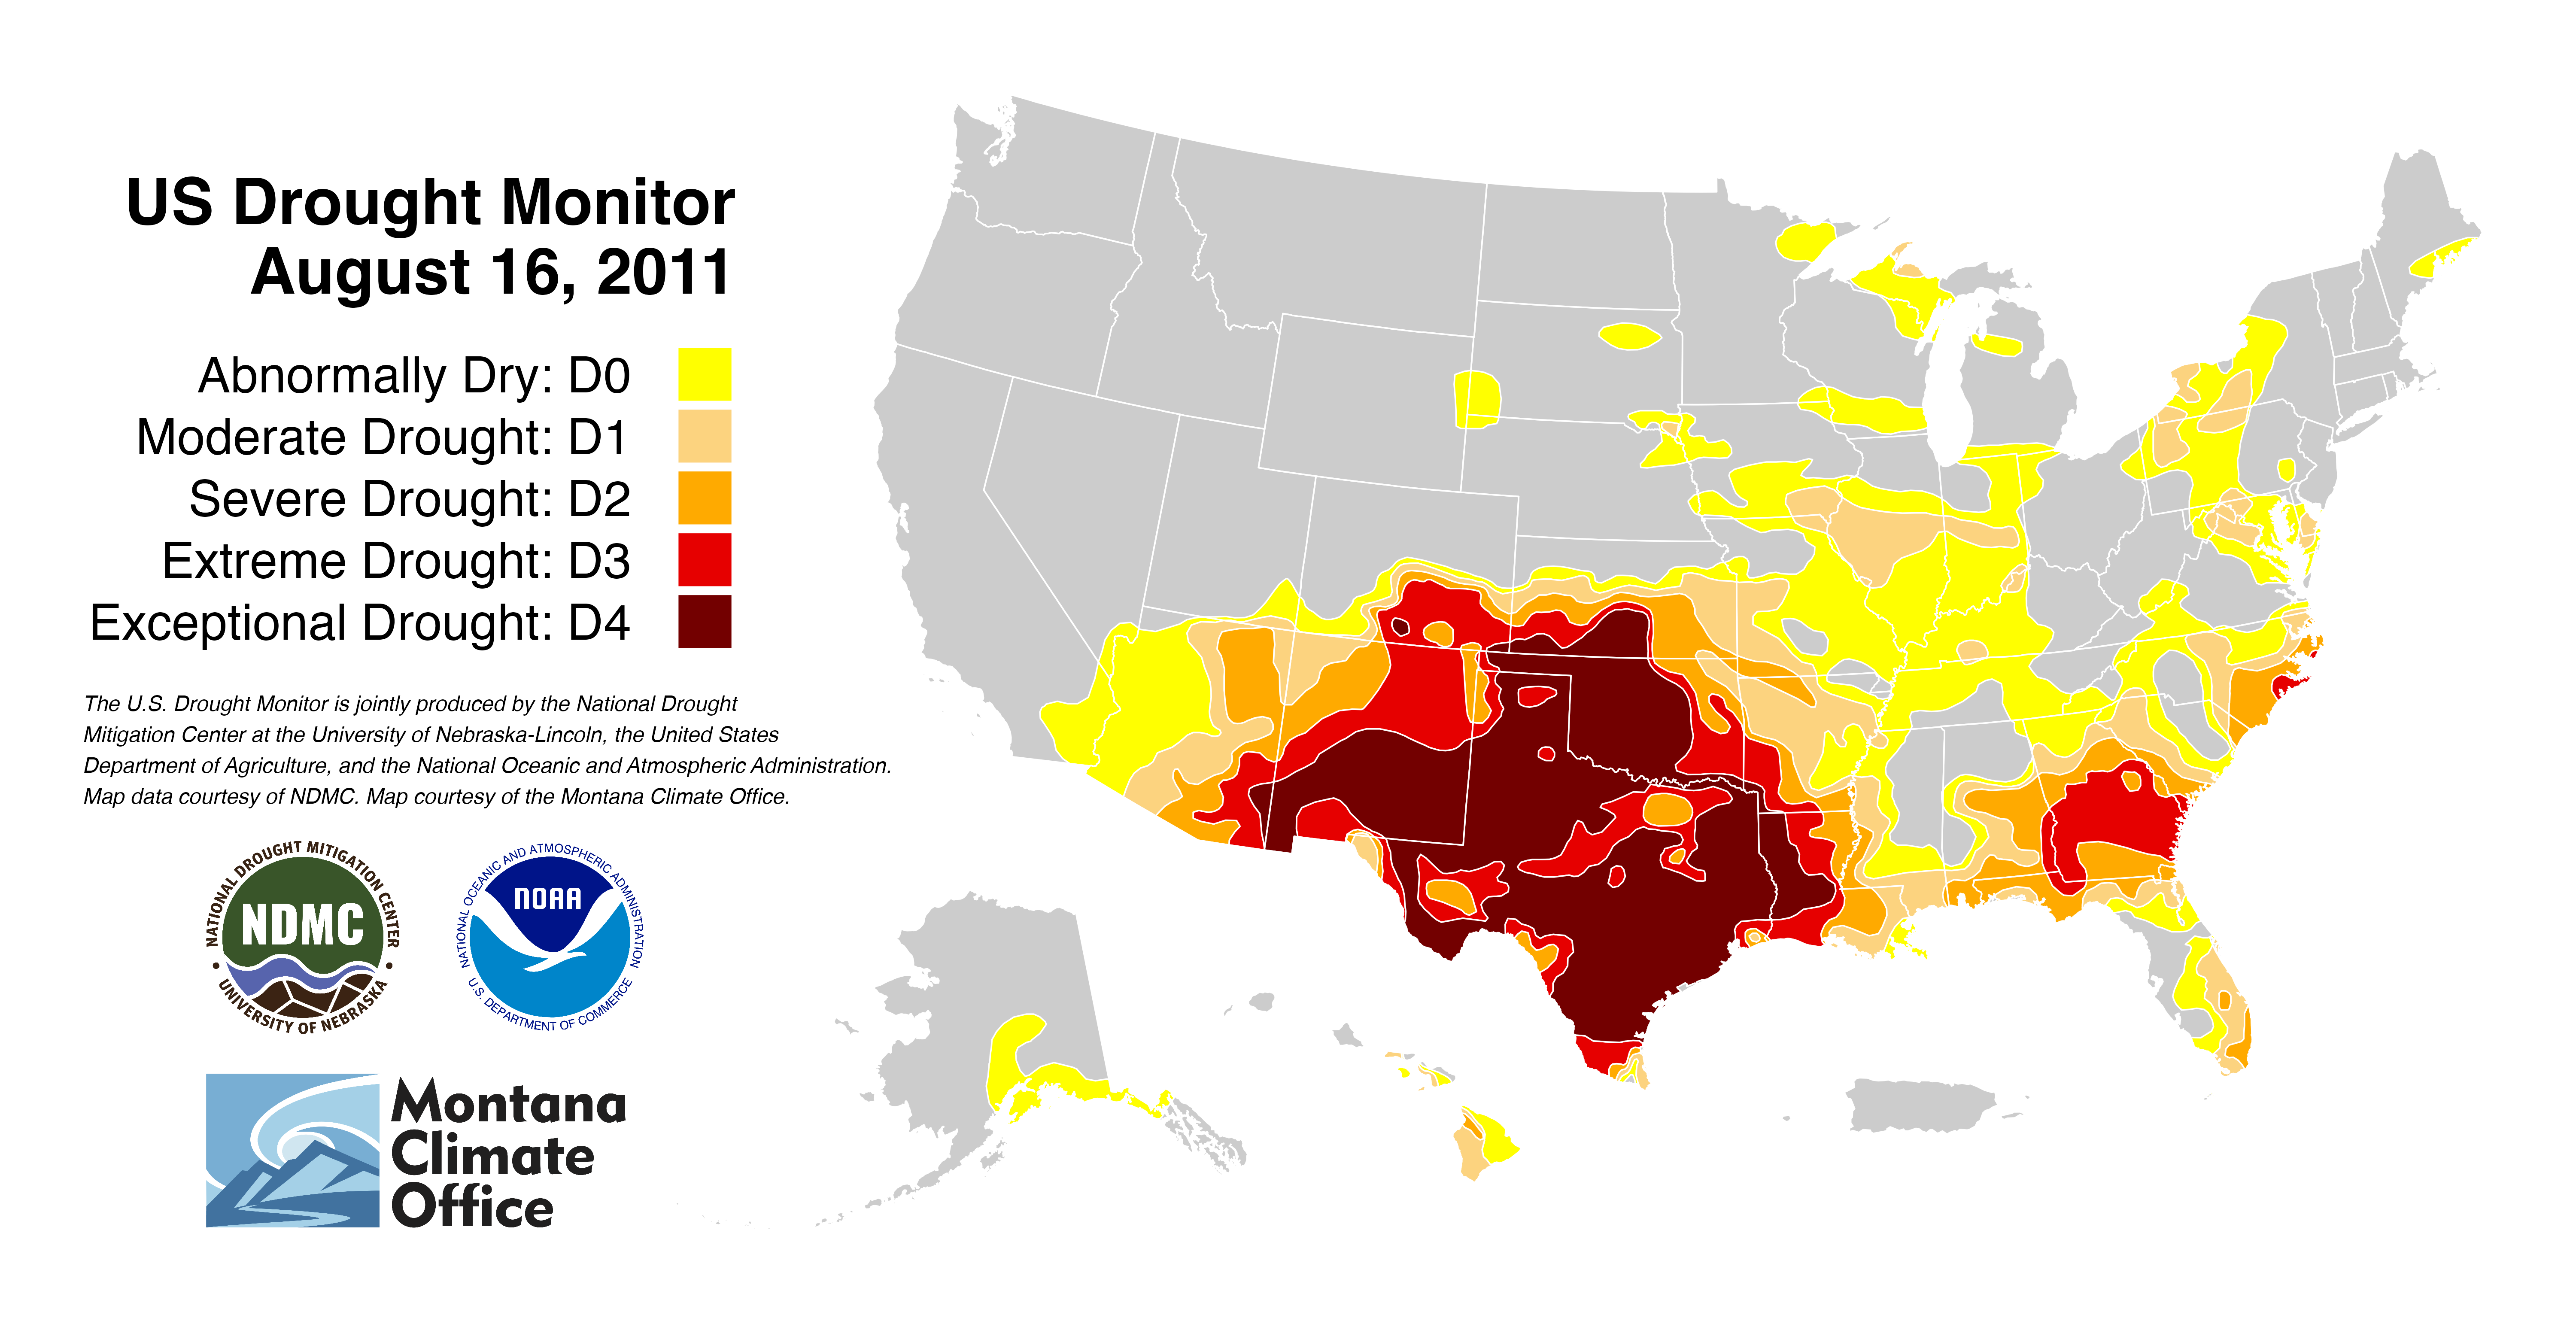 US Drought Monitor
August 16, 2011
Abnormally Dry: D0
Moderate Drought: D1
Severe Drought: D2
Extreme Drought: D3
Exceptional Drought: D4
The U.S. Drought Monitor is jointly produced by the National Drought
Mitigation Center at the University of Nebraska-Lincoln, the United States
Department of Agriculture, and the National Oceanic and Atmospheric Administration.
Map data courtesy of NDMC. Map courtesy of the Montana Climate Office.
NATIONAL DROUGHT MITIGATION CENTER
NDMC
• UNIVERSITY OF NEBRASKA •
NATIONAL OCEANIC AND ATMOSPHERIC ADMINISTRATION
NOAA
U.S. DEPARTMENT OF COMMERCE
Montana
Climate
Office